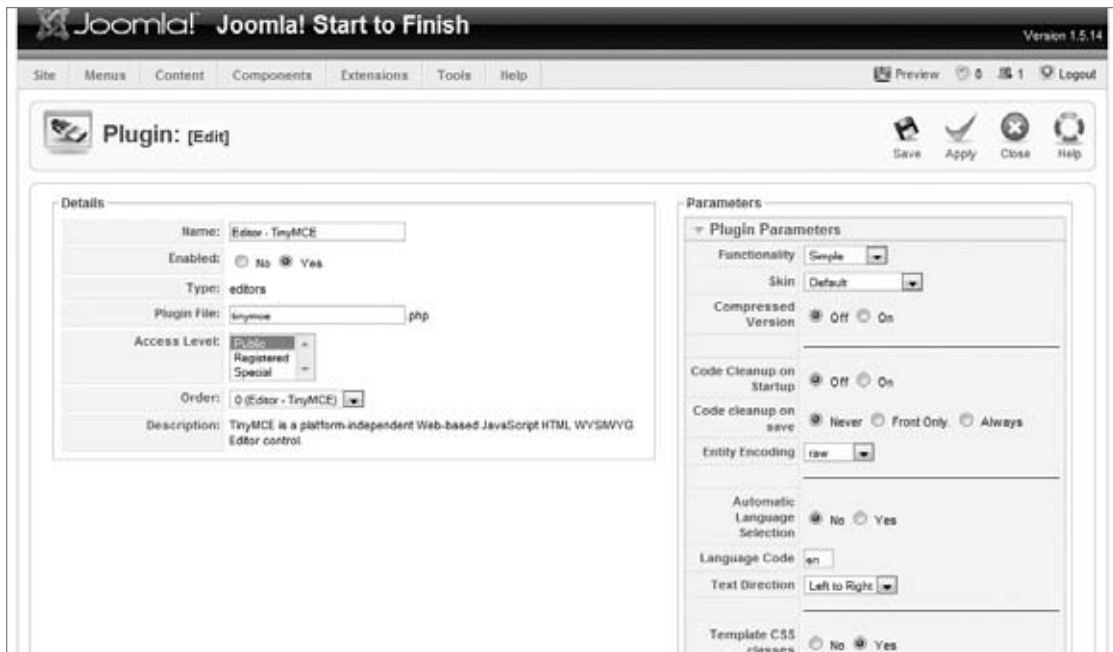 Joomla! Joomla! Start to Finish
Version 1.5.14
Site Menus Content Components Extensions Tools Help
Preview 0 1 Logout
Plugin: [Edit]
Save Apply Close Help
Details
Name: Editor - TinyMCE
Enabled: No Yes
Type: editors
Plugin File: tinymce .php
Access Level: Public
Registered
Special
Order: 0 (Editor - TinyMCE)
Description: TinyMCE is a platform-independent Web-based JavaScript HTML WYSIWYG
Editor control.
Parameters
Plugin Parameters
Functionality Simple
Skin Default
Compressed
Version Off On
Code Cleanup on
Startup Off On
Code cleanup on
save Never Front Only. Always
Entity Encoding raw
Automatic
Language
Selection No Yes
Language Code en
Text Direction Left to Right
Template CSS
classes No Yes